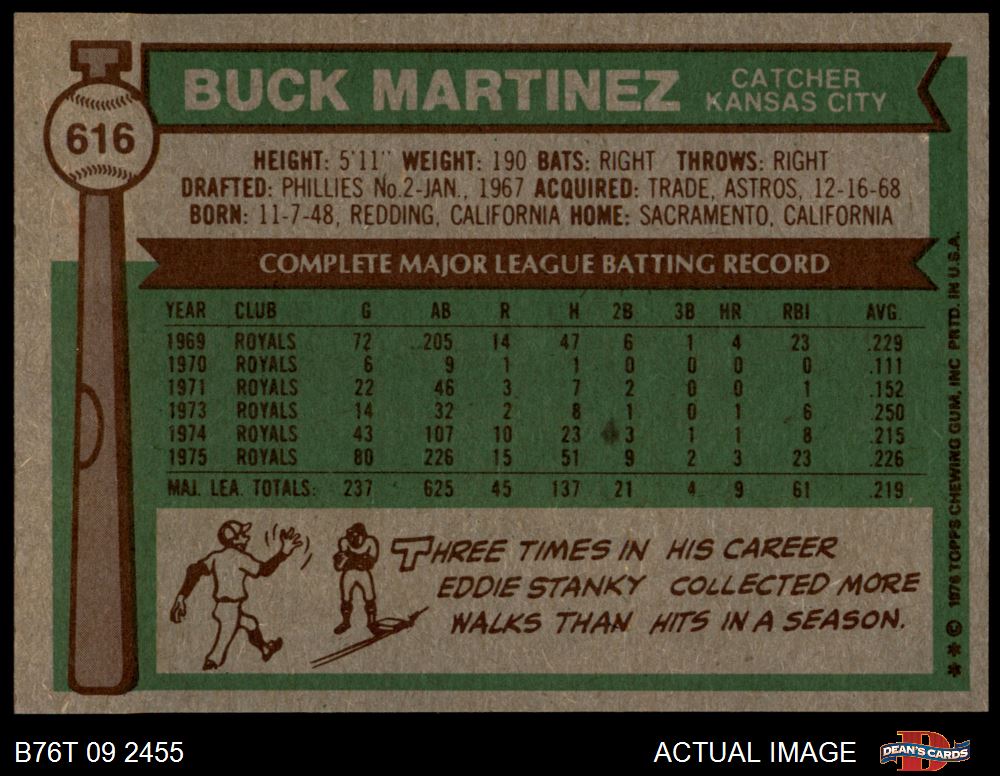 BUCK MARTINEZ
CATCHER
KANSAS CITY
616
HEIGHT: 5'11" WEIGHT: 190 BATS: RIGHT THROWS: RIGHT
DRAFTED: PHILLIES No.2-JAN., 1967 ACQUIRED: TRADE, ASTROS, 12-16-68
BORN: 11-7-48, REDDING, CALIFORNIA HOME: SACRAMENTO, CALIFORNIA
COMPLETE MAJOR LEAGUE BATTING RECORD
YEAR CLUB G AB R H 2B 3B HR RBI AVG.
1969 ROYALS 72 205 14 47 6 1 4 23 .229
1970 ROYALS 6 9 1 1 0 0 0 0 .111
1971 ROYALS 22 46 3 7 2 0 0 1 .152
1973 ROYALS 14 32 2 8 1 0 1 6 .250
1974 ROYALS 43 107 10 23 3 1 1 8 .215
1975 ROYALS 80 226 15 51 9 2 3 23 .226
MAJ. LEA. TOTALS: 237 625 45 137 21 4 9 61 .219
THREE TIMES IN HIS CAREER
EDDIE STANKY COLLECTED MORE
WALKS THAN HITS IN A SEASON.
* * © 1976 TOPPS CHEWING GUM, INC PRTD. IN U.S.A.
B76T 09 2455
ACTUAL IMAGE
D
DEAN'S CARDS